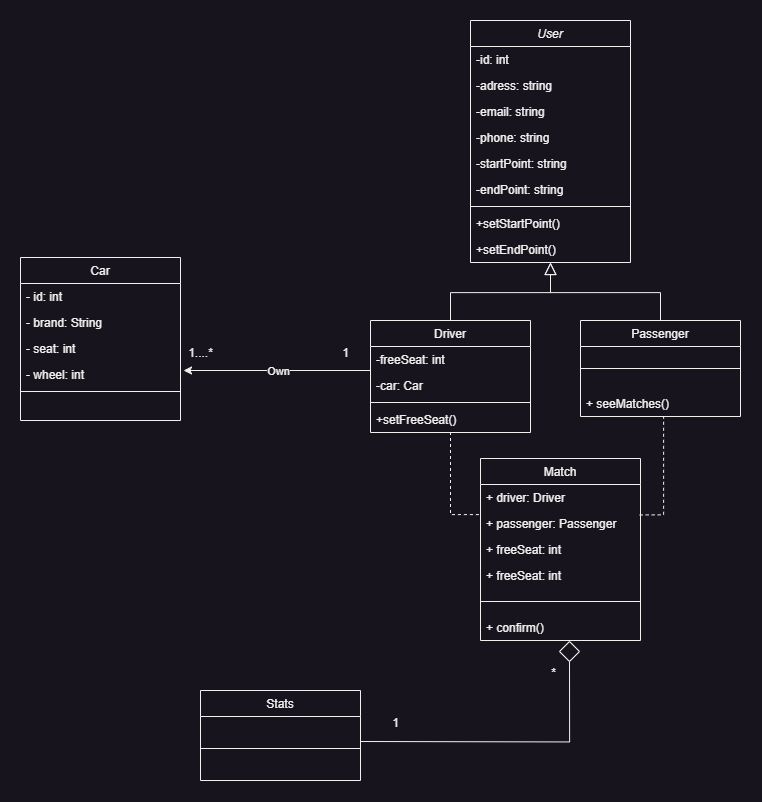 User
-id: int
-adress: string
-email: string
-phone: string
-startPoint: string
-endPoint: string
+setStartPoint()
+setEndPoint()
Car
- id: int
- brand: String
- seat: int
- wheel: int
1....*
1
Own
Driver
-freeSeat: int
-car: Car
+setFreeSeat()
Passenger
+ seeMatches()
Match
+ driver: Driver
+ passenger: Passenger
+ freeSeat: int
+ freeSeat: int
+ confirm()
*
Stats
1